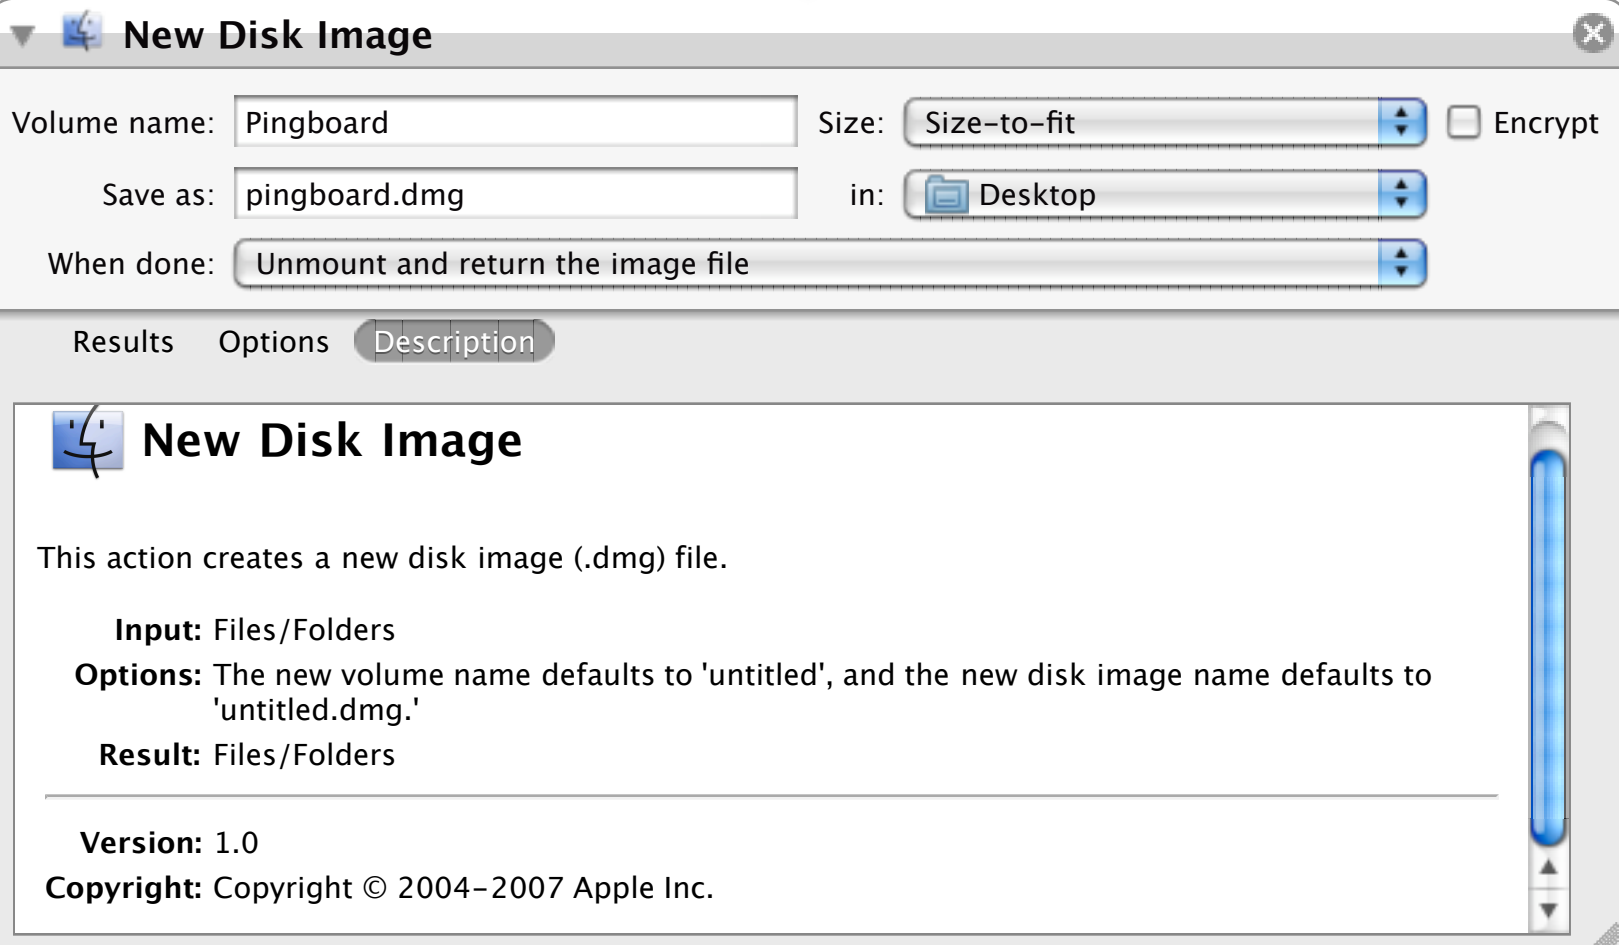 New Disk Image
Volume name: Pingboard Size: Size-to-fit Encrypt
Save as: pingboard.dmg in: Desktop
When done: Unmount and return the image file
Results Options Description
New Disk Image
This action creates a new disk image (.dmg) file.
Input: Files/Folders
Options: The new volume name defaults to 'untitled', and the new disk image name defaults to
'untitled.dmg.'
Result: Files/Folders
Version: 1.0
Copyright: Copyright © 2004–2007 Apple Inc.